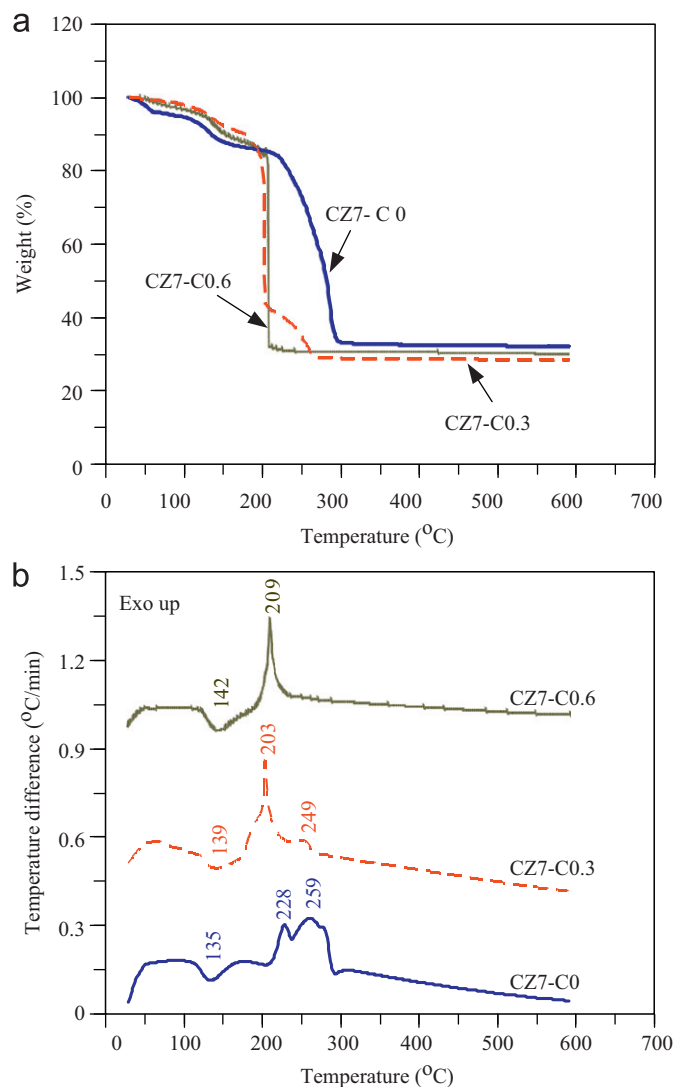 a
120
100
80
60
40
20
0
Weight (%)
CZ7- C 0
CZ7-C0.6
CZ7-C0.3
0 100 200 300 400 500 600 700
Temperature (°C)
b
1.5
1.2
0.9
0.6
0.3
0
Temperature difference (°C/min)
Exo up
209
142
CZ7-C0.6
203
139
249
CZ7-C0.3
135
228
259
CZ7-C0
0 100 200 300 400 500 600 700
Temperature (°C)